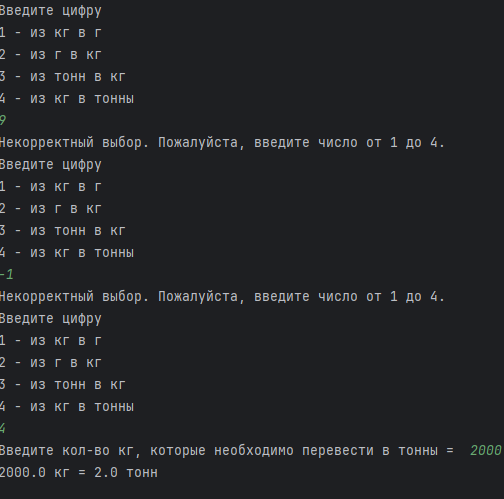 Введите цифру
1 - из кг в г
2 - из г в кг
3 - из тонн в кг
4 - из кг в тонны
9
Некорректный выбор. Пожалуйста, введите число от 1 до 4.
Введите цифру
1 - из кг в г
2 - из г в кг
3 - из тонн в кг
4 - из кг в тонны
-1
Некорректный выбор. Пожалуйста, введите число от 1 до 4.
Введите цифру
1 - из кг в г
2 - из г в кг
3 - из тонн в кг
4 - из кг в тонны
4
Введите кол-во кг, которые необходимо перевести в тонны =  2000
2000.0 кг = 2.0 тонн